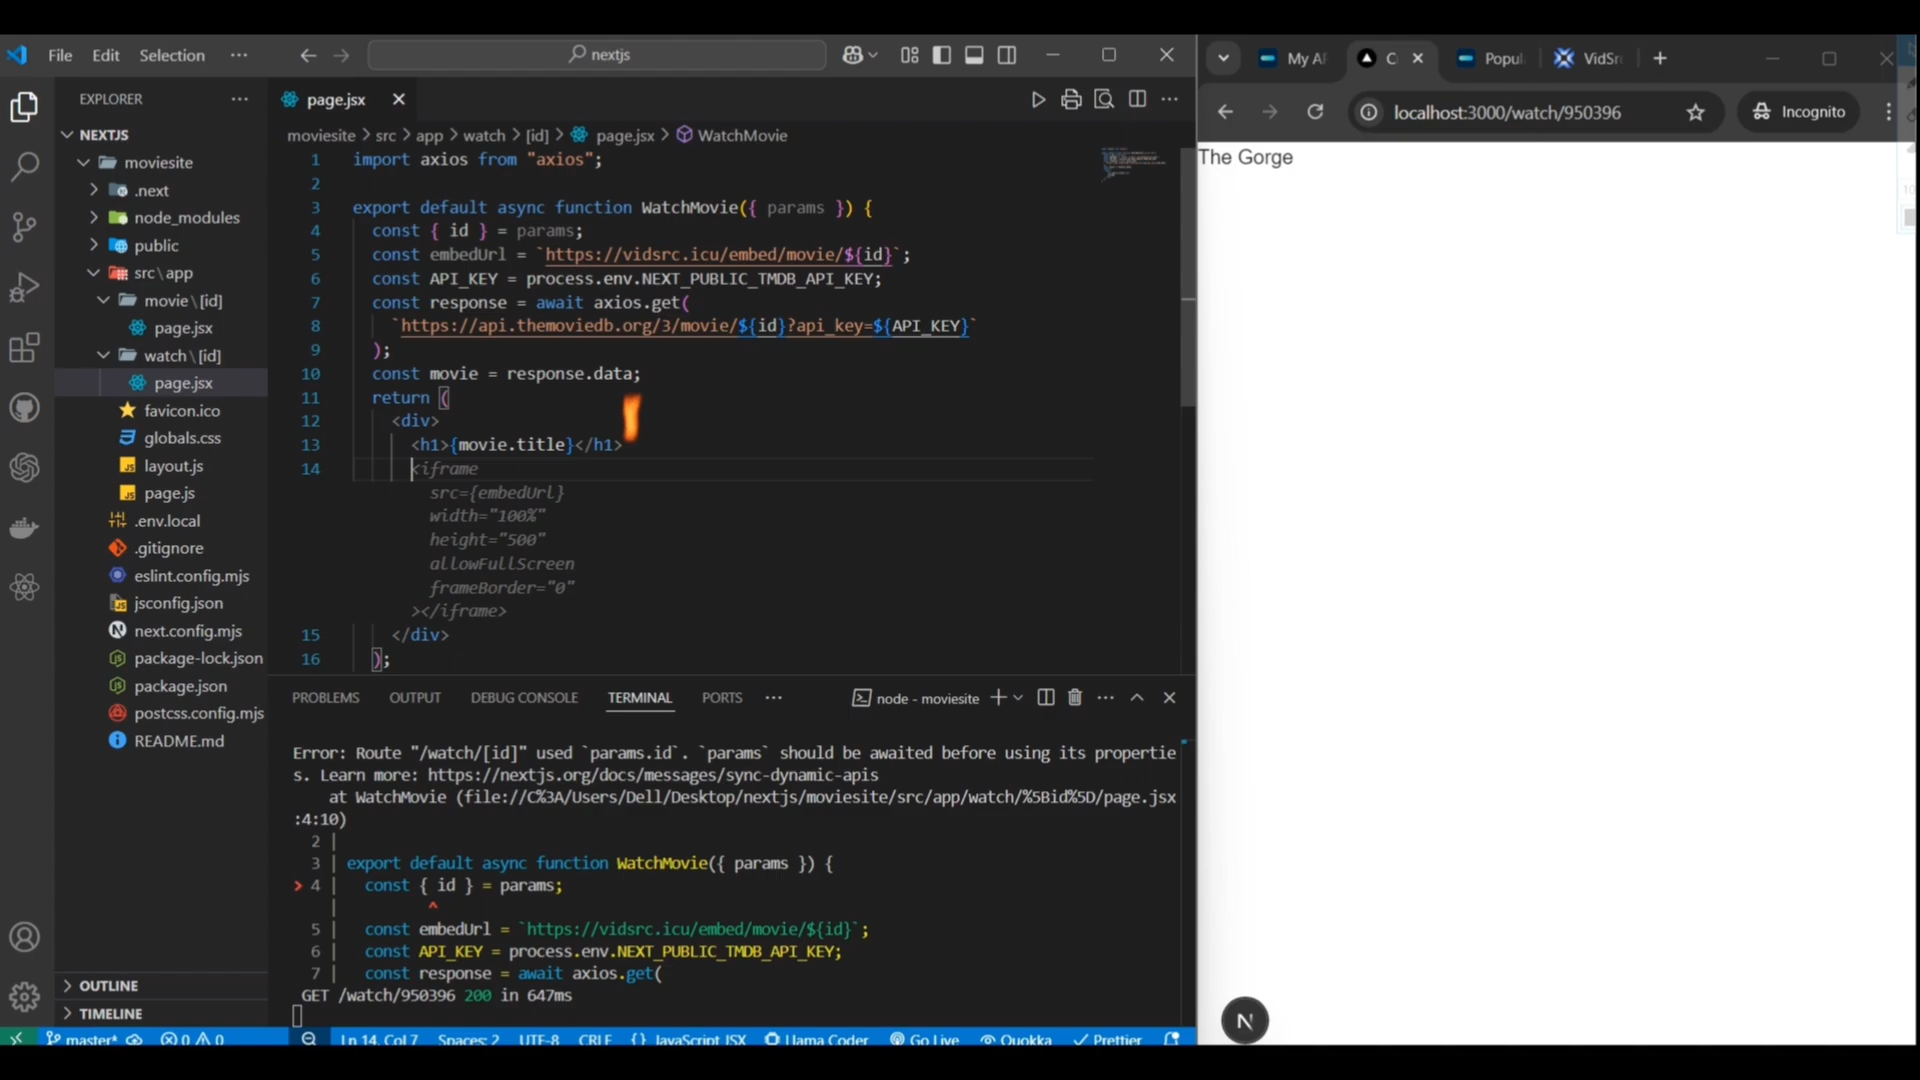 File Edit Selection ···
nextjs
EXPLORER
NEXTJS
moviesite
.next
node_modules
public
src\app
movie\[id]
page.jsx
watch\[id]
page.jsx
favicon.ico
globals.css
layout.js
page.js
.env.local
.gitignore
eslint.config.mjs
jsconfig.json
next.config.mjs
package-lock.json
package.json
postcss.config.mjs
README.md
OUTLINE
TIMELINE
page.jsx
moviesite > src > app > watch > [id] > page.jsx > WatchMovie
1 import axios from "axios";
2
3 export default async function WatchMovie({ params }) {
4 const { id } = params;
5 const embedUrl = `https://vidsrc.icu/embed/movie/${id}`;
6 const API_KEY = process.env.NEXT_PUBLIC_TMDB_API_KEY;
7 const response = await axios.get(
8 `https://api.themoviedb.org/3/movie/${id}?api_key=${API_KEY}`
9 );
10 const movie = response.data;
11 return (
12 <div>
13 <h1>{movie.title}</h1>
14 <iframe
src={embedUrl}
width="100%"
height="500"
allowFullScreen
frameBorder="0"
></iframe>
15 </div>
16 );
PROBLEMS OUTPUT DEBUG CONSOLE TERMINAL PORTS ··· node - moviesite
Error: Route "/watch/[id]" used `params.id`. `params` should be awaited before using its propertie
s. Learn more: https://nextjs.org/docs/messages/sync-dynamic-apis
at WatchMovie (file://C%3A/Users/Dell/Desktop/nextjs/moviesite/src/app/watch/%5Bid%5D/page.jsx
:4:10)
2 |
3 | export default async function WatchMovie({ params }) {
> 4 | const { id } = params;
| ^
5 | const embedUrl = `https://vidsrc.icu/embed/movie/${id}`;
6 | const API_KEY = process.env.NEXT_PUBLIC_TMDB_API_KEY;
7 | const response = await axios.get(
GET /watch/950396 200 in 647ms
master* 0 0 Ln 14, Col 7 Spaces: 2 UTF-8 CRLF {} JavaScript JSX Llama Coder Go Live Quokka Prettier
My AP C Popul VidSr
localhost:3000/watch/950396 Incognito
The Gorge
N